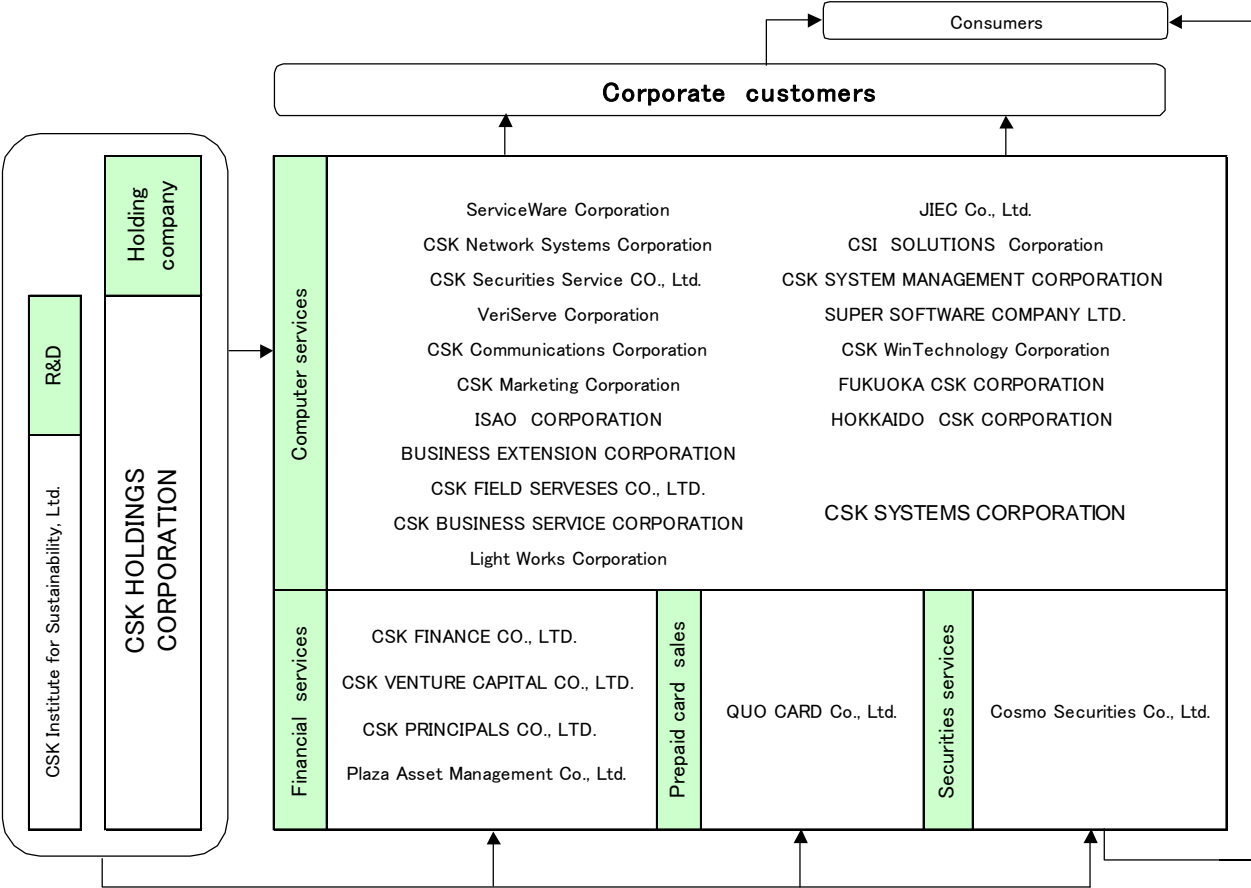 Consumers
Corporate customers
Holding
company
CSK HOLDINGS
CORPORATION
R&D
CSK Institute for Sustainability, Ltd.
Computer services
ServiceWare Corporation
CSK Network Systems Corporation
CSK Securities Service CO., Ltd.
VeriServe Corporation
CSK Communications Corporation
CSK Marketing Corporation
ISAO CORPORATION
BUSINESS EXTENSION CORPORATION
CSK FIELD SERVESES CO., LTD.
CSK BUSINESS SERVICE CORPORATION
Light Works Corporation
JIEC Co., Ltd.
CSI SOLUTIONS Corporation
CSK SYSTEM MANAGEMENT CORPORATION
SUPER SOFTWARE COMPANY LTD.
CSK WinTechnology Corporation
FUKUOKA CSK CORPORATION
HOKKAIDO CSK CORPORATION
CSK SYSTEMS CORPORATION
Financial services
CSK FINANCE CO., LTD.
CSK VENTURE CAPITAL CO., LTD.
CSK PRINCIPALS CO., LTD.
Plaza Asset Management Co., Ltd.
Prepaid card sales
QUO CARD Co., Ltd.
Securities services
Cosmo Securities Co., Ltd.